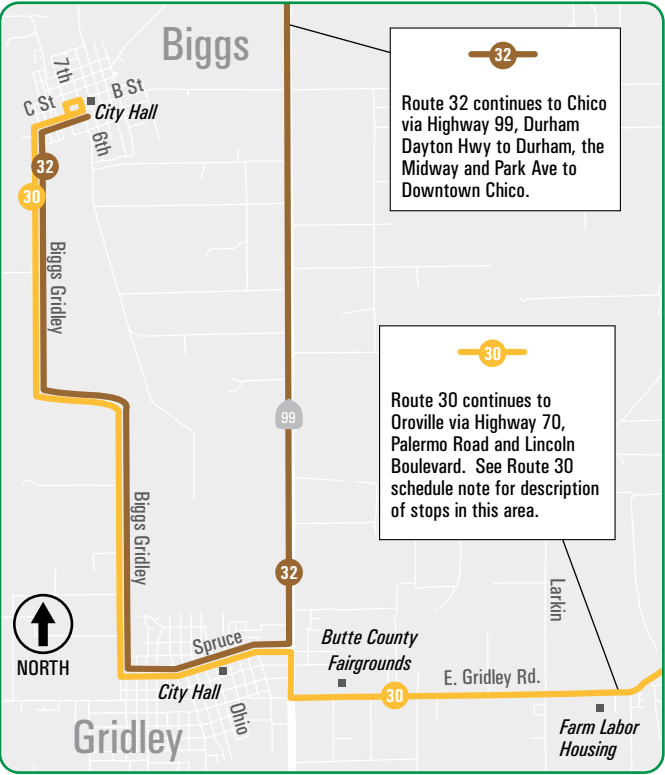 Biggs
7th
B St
C St
City Hall
6th
32
30
Biggs Gridley
32
Route 32 continues to Chico
via Highway 99, Durham
Dayton Hwy to Durham, the
Midway and Park Ave to
Downtown Chico.
30
Route 30 continues to
Oroville via Highway 70,
Palermo Road and Lincoln
Boulevard. See Route 30
schedule note for description
of stops in this area.
99
Biggs Gridley
32
Larkin
NORTH
Spruce
City Hall
Ohio
Butte County
Fairgrounds
30
E. Gridley Rd.
Farm Labor
Housing
Gridley